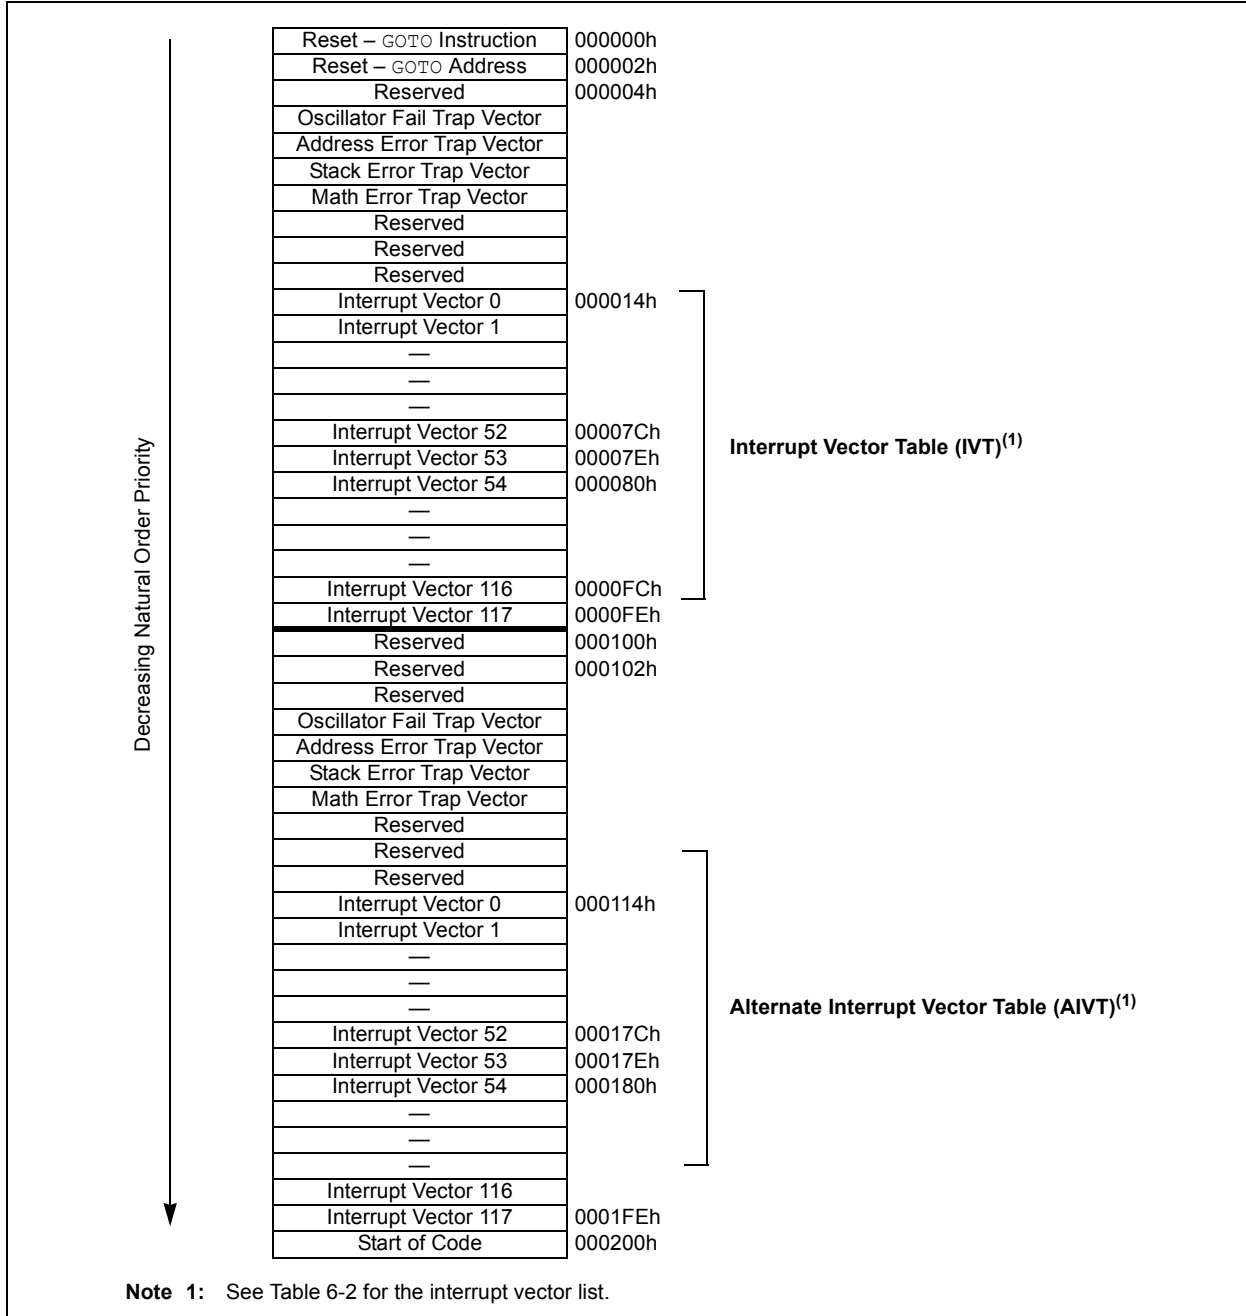 Reset – GOTO Instruction 000000h
Reset – GOTO Address 000002h
Reserved 000004h
Oscillator Fail Trap Vector
Address Error Trap Vector
Stack Error Trap Vector
Math Error Trap Vector
Reserved
Reserved
Reserved
Interrupt Vector 0 000014h
Interrupt Vector 1
—
—
—
Interrupt Vector 52 00007Ch
Interrupt Vector 53 00007Eh
Interrupt Vector 54 000080h
—
—
—
Interrupt Vector 116 0000FCh
Interrupt Vector 117 0000FEh
Interrupt Vector Table (IVT)(1)
Decreasing Natural Order Priority
Reserved 000100h
Reserved 000102h
Reserved
Oscillator Fail Trap Vector
Address Error Trap Vector
Stack Error Trap Vector
Math Error Trap Vector
Reserved
Reserved
Reserved
Interrupt Vector 0 000114h
Interrupt Vector 1
—
—
—
Interrupt Vector 52 00017Ch
Interrupt Vector 53 00017Eh
Interrupt Vector 54 000180h
—
—
—
Interrupt Vector 116
Interrupt Vector 117 0001FEh
Start of Code 000200h
Alternate Interrupt Vector Table (AIVT)(1)
Note 1: See Table 6-2 for the interrupt vector list.